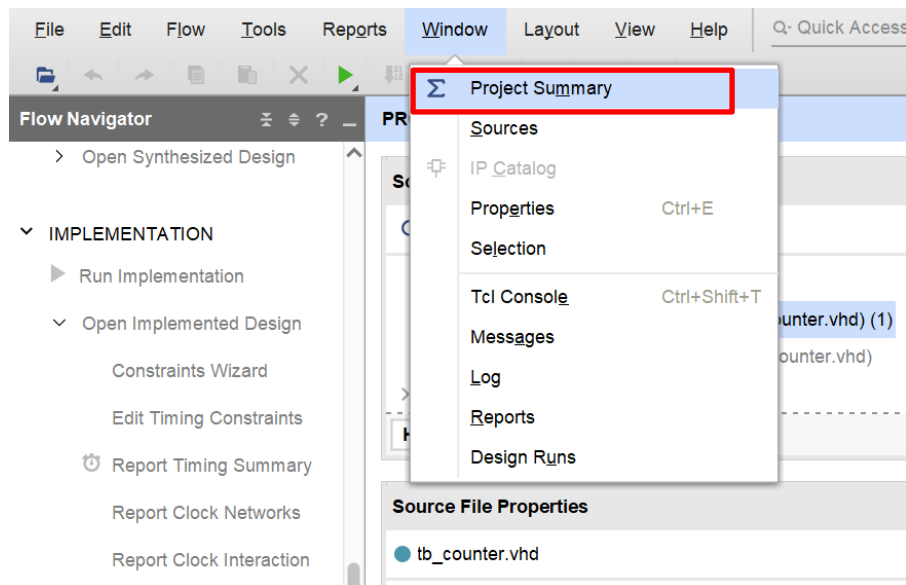 File Edit Flow Tools Reports Window Layout View Help Quick Access
Flow Navigator ? PR
Project Summary
Sources
IP Catalog
Properties Ctrl+E
Selection
Tcl Console Ctrl+Shift+T
Messages
Log
Reports
Design Runs
Open Synthesized Design
IMPLEMENTATION
Run Implementation
Open Implemented Design
Constraints Wizard
Edit Timing Constraints
Report Timing Summary
Report Clock Networks
Report Clock Interaction
ounter.vhd) (1)
ounter.vhd)
Source File Properties
tb_counter.vhd